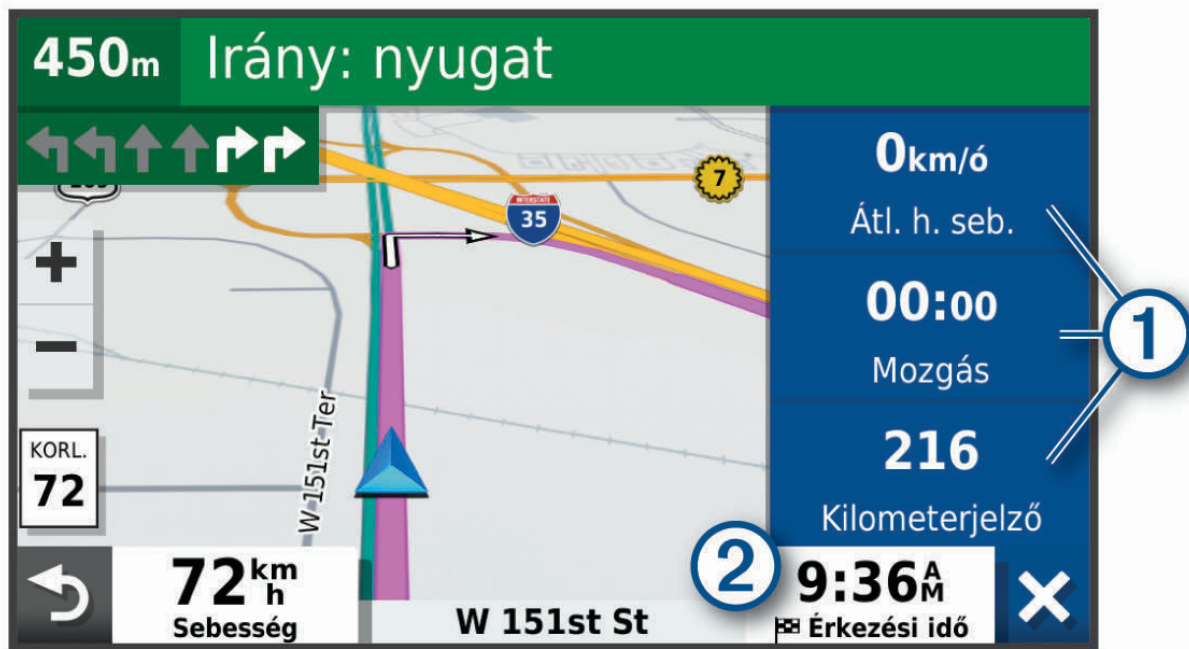 450m Irány: nyugat
7
INTERSTATE
35
0km/ó
Átl. h. seb.
00:00
Mozgás
1
216
Kilometerjelző
+
−
KORL.
72
W 151st Ter
72 km h
Sebesség
W 151st St
2
9:36 AM
Érkezési idő